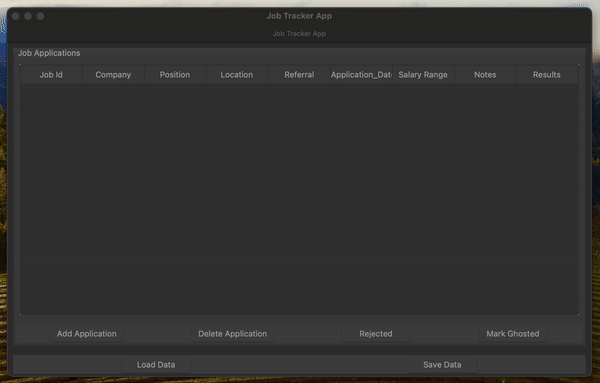 Job Tracker App
Job Tracker App
Job Applications
Job Id Company Position Location Referral Application_Dat Salary Range Notes Results
Add Application Delete Application Rejected Mark Ghosted
Load Data Save Data